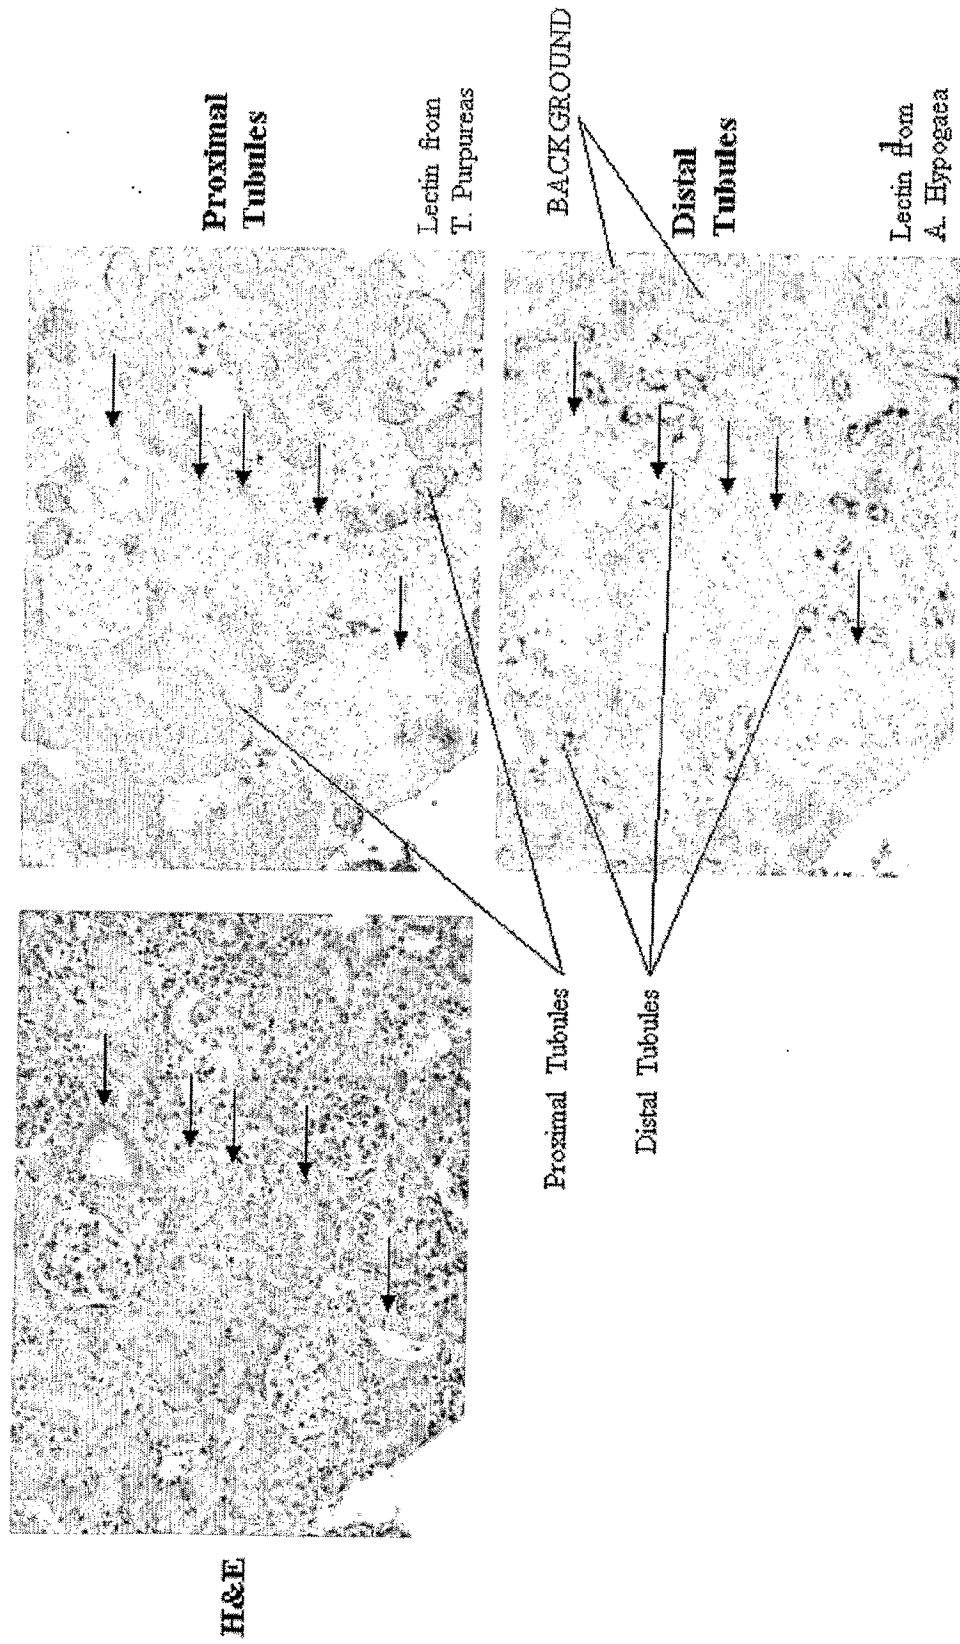 H&E
Proximal
Tubules
Lectin from
T. Purpureas
BACKGROUND
Distal
Tubules
Lectin from
A. Hypogaea
Proximal Tubules
Distal Tubules